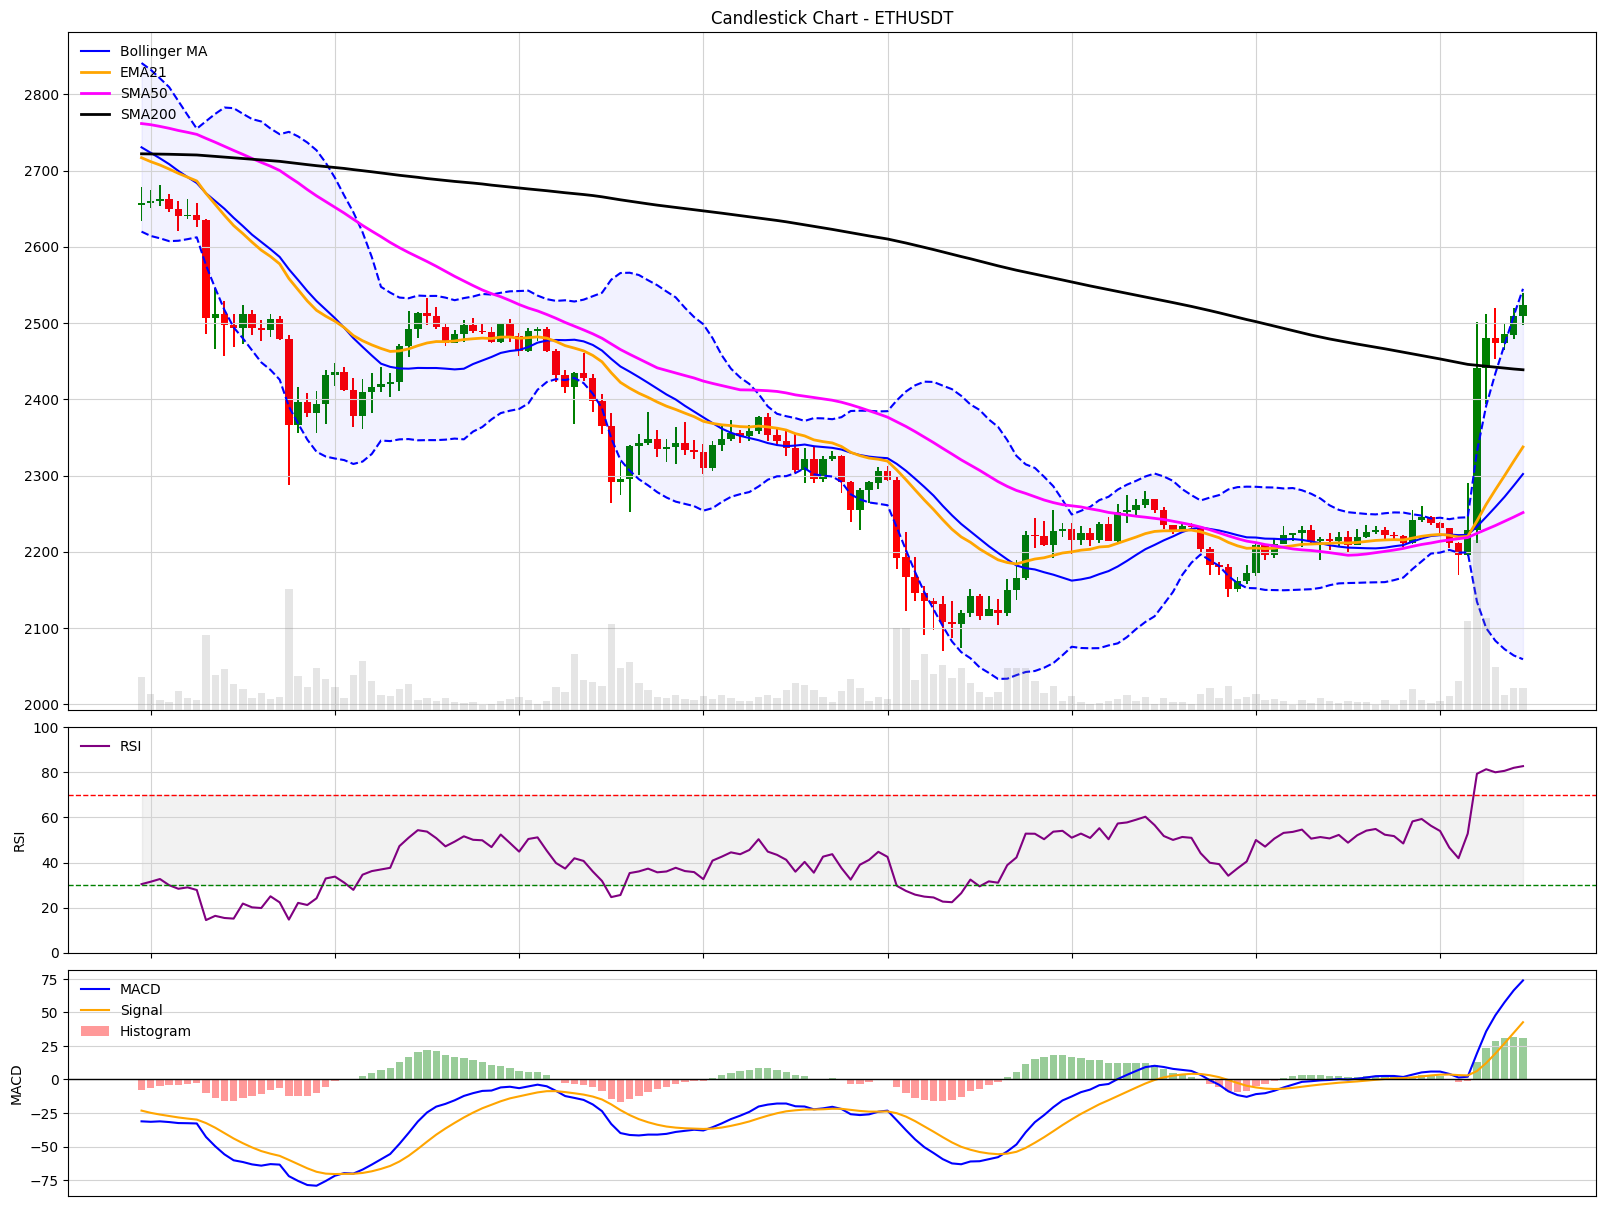 Candlestick Chart - ETHUSDT
Bollinger MA
EMA21
SMA50
SMA200
2800
2700
2600
2500
2400
2300
2200
2100
2000
RSI
100
80
60
40
20
0
RSI
MACD
Signal
Histogram
75
50
25
0
−25
−50
−75
MACD